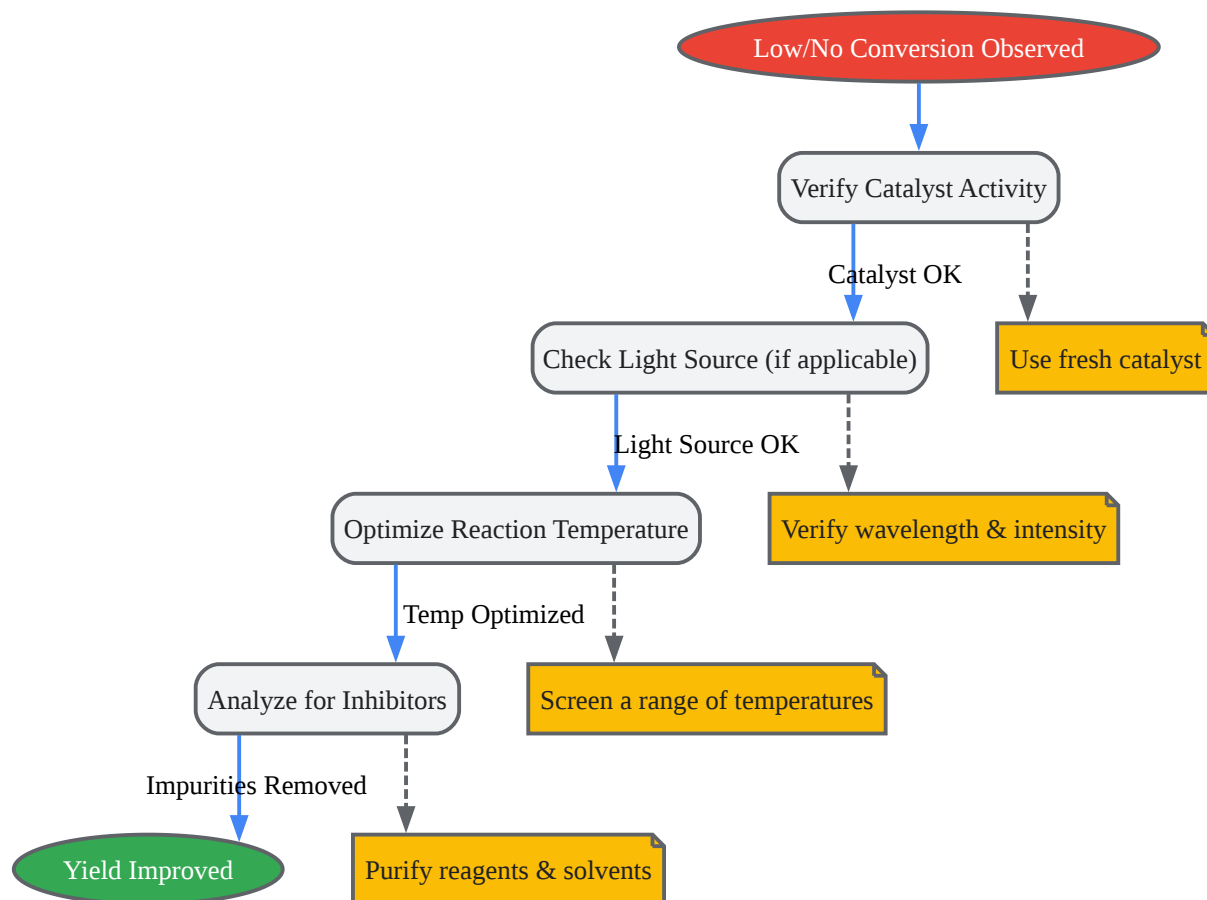 Low/No Conversion Observed
Verify Catalyst Activity
Catalyst OK
Check Light Source (if applicable)
Use fresh catalyst
Light Source OK
Optimize Reaction Temperature
Verify wavelength & intensity
Temp Optimized
Analyze for Inhibitors
Screen a range of temperatures
Impurities Removed
Yield Improved
Purify reagents & solvents